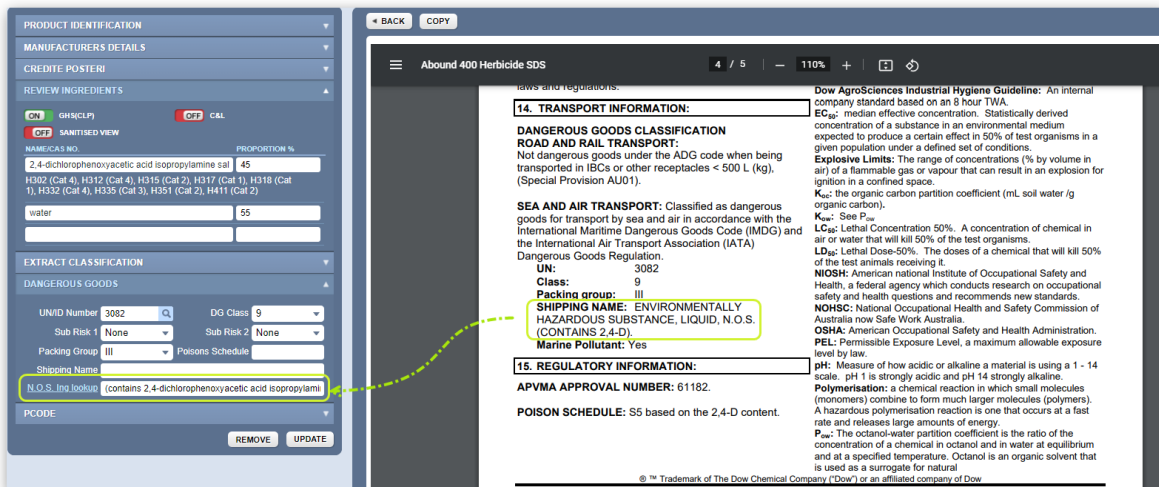 PRODUCT IDENTIFICATION
MANUFACTURERS DETAILS
CREDITE POSTERI
REVIEW INGREDIENTS
ON GHS(CLP) OFF C&L
OFF SANITISED VIEW
NAME/CAS NO. PROPORTION %
2,4-dichlorophenoxyacetic acid isopropylamine sal 45
H302 (Cat 4), H312 (Cat 4), H315 (Cat 2), H317 (Cat 1), H318 (Cat
1), H332 (Cat 4), H335 (Cat 3), H351 (Cat 2), H411 (Cat 2)
water 55
EXTRACT CLASSIFICATION
DANGEROUS GOODS
UN/ID Number 3082 DG Class 9
Sub Risk 1 None Sub Risk 2 None
Packing Group III Poisons Schedule
Shipping Name
N.O.S. Ing lookup (contains 2,4-dichlorophenoxyacetic acid isopropylami
PCODE
REMOVE UPDATE
BACK COPY
Abound 400 Herbicide SDS 4 / 5 110%
laws and regulations.
14. TRANSPORT INFORMATION:
DANGEROUS GOODS CLASSIFICATION
ROAD AND RAIL TRANSPORT:
Not dangerous goods under the ADG code when being
transported in IBCs or other receptacles < 500 L (kg),
(Special Provision AU01).
SEA AND AIR TRANSPORT: Classified as dangerous
goods for transport by sea and air in accordance with the
International Maritime Dangerous Goods Code (IMDG) and
the International Air Transport Association (IATA)
Dangerous Goods Regulation.
UN: 3082
Class: 9
Packing group: III
SHIPPING NAME: ENVIRONMENTALLY
HAZARDOUS SUBSTANCE, LIQUID, N.O.S.
(CONTAINS 2,4-D).
Marine Pollutant: Yes
15. REGULATORY INFORMATION:
APVMA APPROVAL NUMBER: 61182.
POISON SCHEDULE: S5 based on the 2,4-D content.
Dow AgroSciences Industrial Hygiene Guideline: An internal
company standard based on an 8 hour TWA.
EC50: median effective concentration. Statistically derived
concentration of a substance in an environmental medium
expected to produce a certain effect in 50% of test organisms in a
given population under a defined set of conditions.
Explosive Limits: The range of concentrations (% by volume in
air) of a flammable gas or vapour that can result in an explosion for
ignition in a confined space.
Koc: the organic carbon partition coefficient (mL soil water /g
organic carbon).
Kow: See Pow
LC50: Lethal Concentration 50%. A concentration of chemical in
air or water that will kill 50% of the test organisms.
LD50: Lethal Dose-50%. The doses of a chemical that will kill 50%
of the test animals receiving it.
NIOSH: American national Institute of Occupational Safety and
Health, a federal agency which conducts research on occupational
safety and health questions and recommends new standards.
NOHSC: National Occupational Health and Safety Commission of
Australia now Safe Work Australia.
OSHA: American Occupational Safety and Health Administration.
PEL: Permissible Exposure Level, a maximum allowable exposure
level by law.
pH: Measure of how acidic or alkaline a material is using a 1 - 14
scale. pH 1 is strongly acidic and pH 14 strongly alkaline.
Polymerisation: a chemical reaction in which small molecules
(monomers) combine to form much larger molecules (polymers).
A hazardous polymerisation reaction is one that occurs at a fast
rate and releases large amounts of energy.
Pow: The octanol-water partition coefficient is the ratio of the
concentration of a chemical in octanol and in water at equilibrium
and at a specified temperature. Octanol is an organic solvent that
is used as a surrogate for natural
® ™ Trademark of The Dow Chemical Company ("Dow") or an affiliated company of Dow